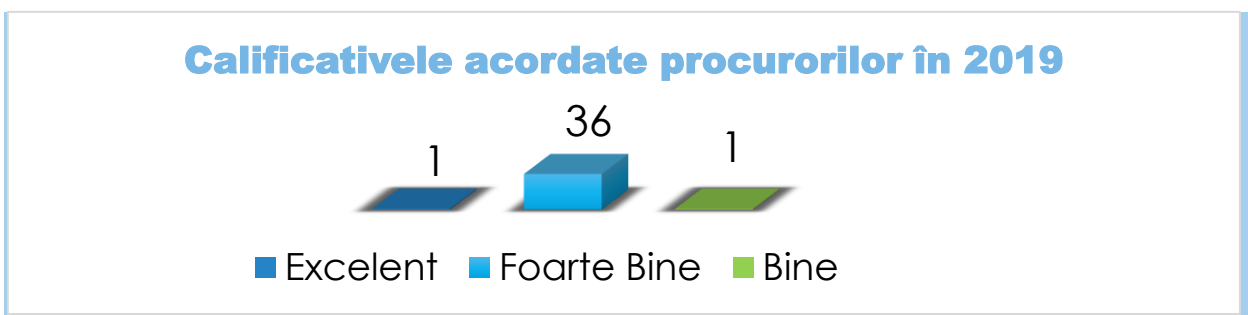 Calificativele acordate procurorilor în 2019
1 36 1
Excelent Foarte Bine Bine